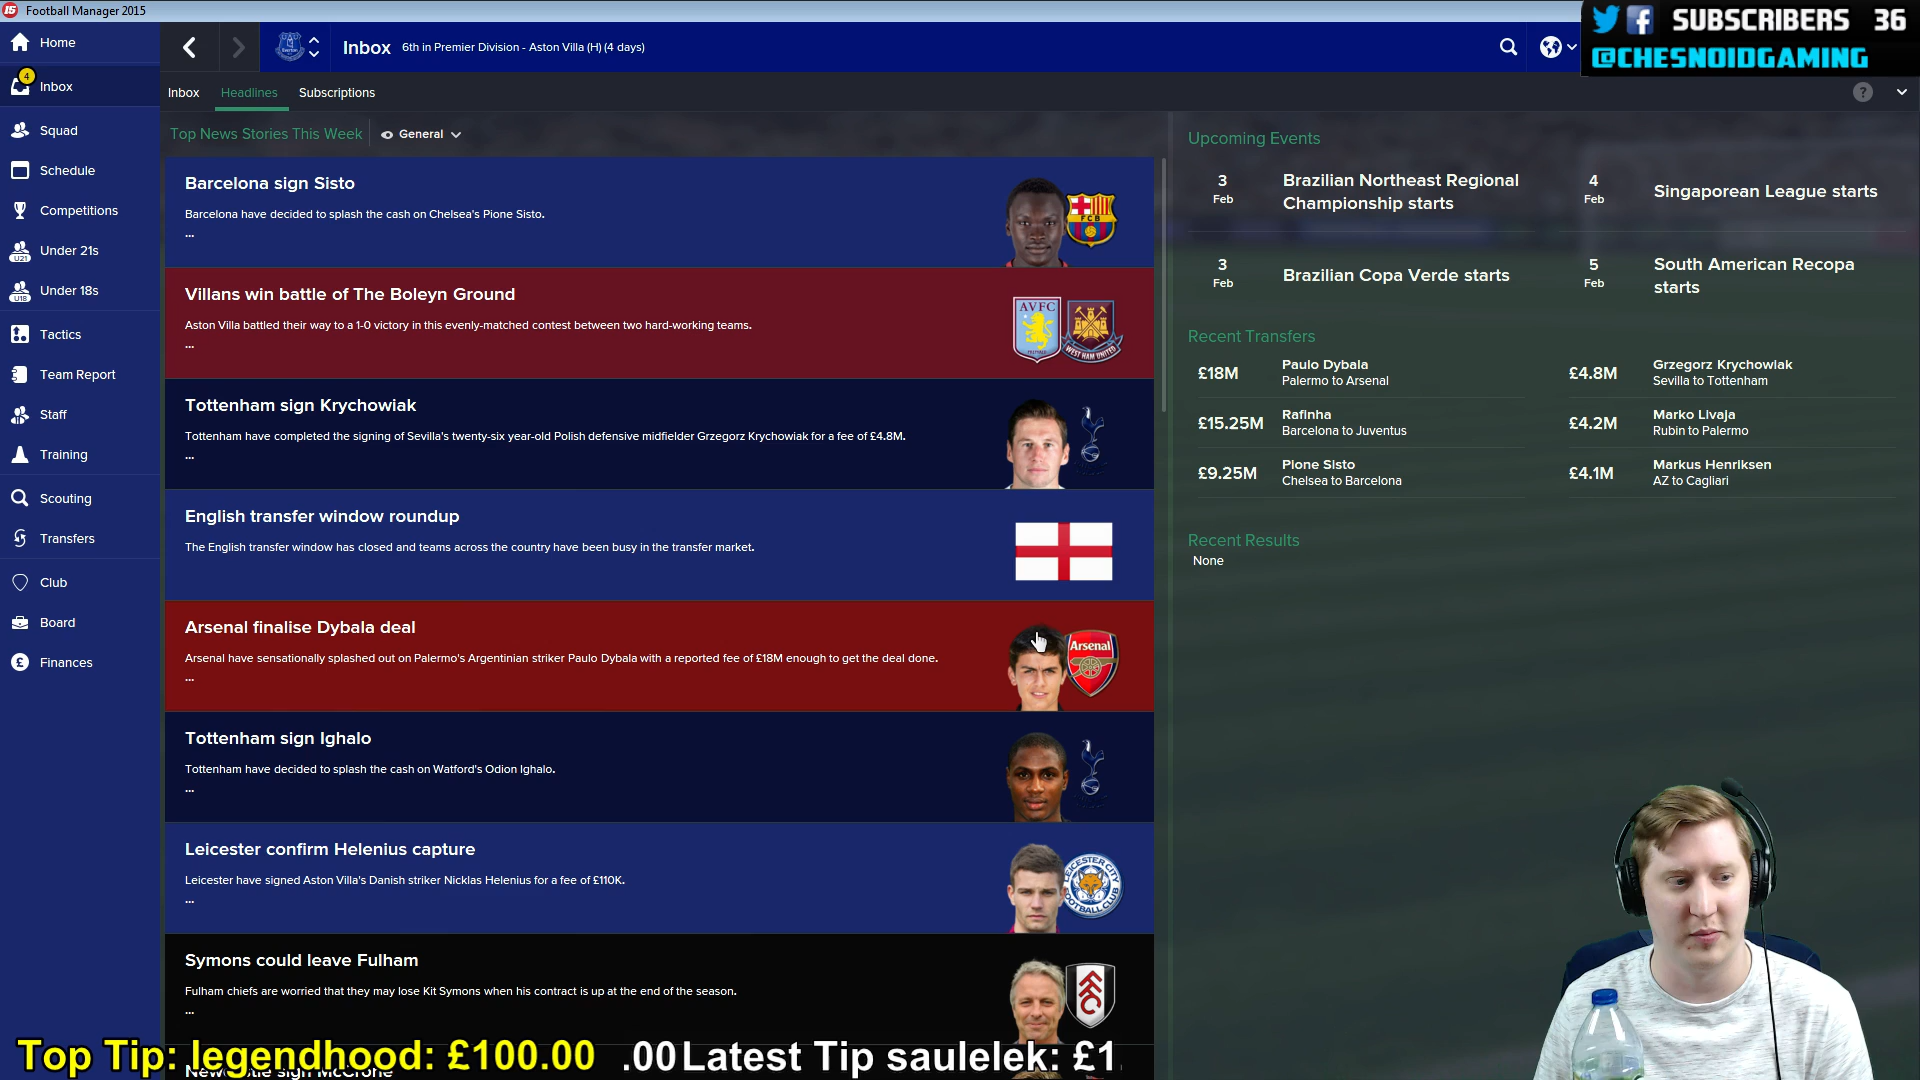 Football Manager 2015
SUBSCRIBERS 36
@CHESNOIDGAMING
Home
4
Inbox
Squad
Schedule
Competitions
U21
Under 21s
U18
Under 18s
Tactics
Team Report
Staff
Training
Scouting
Transfers
Club
Board
Finances
Inbox 6th in Premier Division - Aston Villa (H) (4 days)
Inbox Headlines Subscriptions
?
Top News Stories This Week General
Barcelona sign Sisto
Barcelona have decided to splash the cash on Chelsea's Pione Sisto.
...
FCB
Villans win battle of The Boleyn Ground
Aston Villa battled their way to a 1-0 victory in this evenly-matched contest between two hard-working teams.
...
AVFC
WEST HAM UNITED
Tottenham sign Krychowiak
Tottenham have completed the signing of Sevilla's twenty-six year-old Polish defensive midfielder Grzegorz Krychowiak for a fee of £4.8M.
...
English transfer window roundup
The English transfer window has closed and teams across the country have been busy in the transfer market.
Arsenal finalise Dybala deal
Arsenal have sensationally splashed out on Palermo's Argentinian striker Paulo Dybala with a reported fee of £18M enough to get the deal done.
...
Arsenal
Tottenham sign Ighalo
Tottenham have decided to splash the cash on Watford's Odion Ighalo.
...
Leicester confirm Helenius capture
Leicester have signed Aston Villa's Danish striker Nicklas Helenius for a fee of £110K.
...
LEICESTER CITY
FOOTBALL CLUB
Symons could leave Fulham
Fulham chiefs are worried that they may lose Kit Symons when his contract is up at the end of the season.
...
Newcastle sign McCrone
Upcoming Events
3 Feb Brazilian Northeast Regional Championship starts
4 Feb Singaporean League starts
3 Feb Brazilian Copa Verde starts
5 Feb South American Recopa starts
Recent Transfers
£18M Paulo Dybala
Palermo to Arsenal
£4.8M Grzegorz Krychowiak
Sevilla to Tottenham
£15.25M Rafinha
Barcelona to Juventus
£4.2M Marko Livaja
Rubin to Palermo
£9.25M Pione Sisto
Chelsea to Barcelona
£4.1M Markus Henriksen
AZ to Cagliari
Recent Results
None
Top Tip: legendhood: £100.00 .00 Latest Tip saulelek: £1